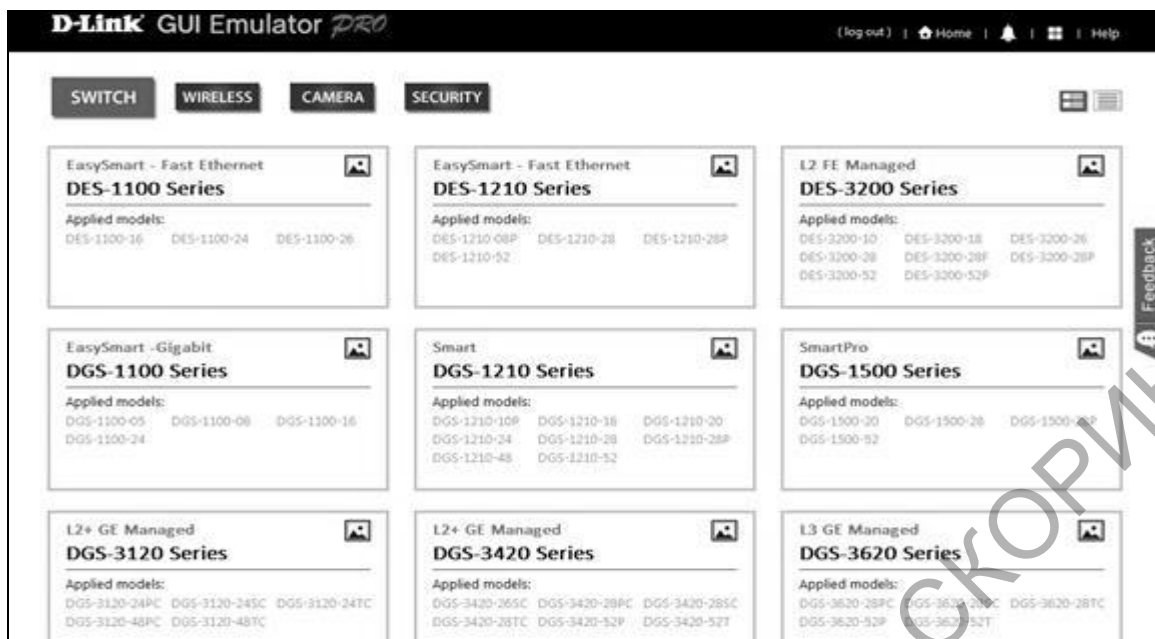 D-Link GUI Emulator PRO
(log out) | Home | | | Help
SWITCH WIRELESS CAMERA SECURITY
EasySmart - Fast Ethernet
DES-1100 Series
Applied models:
DES-1100-16 DES-1100-24 DES-1100-26
EasySmart - Fast Ethernet
DES-1210 Series
Applied models:
DES-1210-08P DES-1210-28 DES-1210-28P
DES-1210-52
L2 FE Managed
DES-3200 Series
Applied models:
DES-3200-10 DES-3200-18 DES-3200-26
DES-3200-28 DES-3200-28F DES-3200-28P
DES-3200-52 DES-3200-52P
Feedback
EasySmart -Gigabit
DGS-1100 Series
Applied models:
DGS-1100-05 DGS-1100-08 DGS-1100-16
DGS-1100-24
Smart
DGS-1210 Series
Applied models:
DGS-1210-10P DGS-1210-16 DGS-1210-20
DGS-1210-24 DGS-1210-28 DGS-1210-28P
DGS-1210-48 DGS-1210-52
SmartPro
DGS-1500 Series
Applied models:
DGS-1500-20 DGS-1500-28 DGS-1500-28P
DGS-1500-52
L2+ GE Managed
DGS-3120 Series
Applied models:
DGS-3120-24PC DGS-3120-24SC DGS-3120-24TC
DGS-3120-48PC DGS-3120-48TC
L2+ GE Managed
DGS-3420 Series
Applied models:
DGS-3420-26SC DGS-3420-28PC DGS-3420-28SC
DGS-3420-28TC DGS-3420-52P DGS-3420-52T
L3 GE Managed
DGS-3620 Series
Applied models:
DGS-3620-28PC DGS-3620-28SC DGS-3620-28TC
DGS-3620-52P DGS-3620-52T
СКОРИН